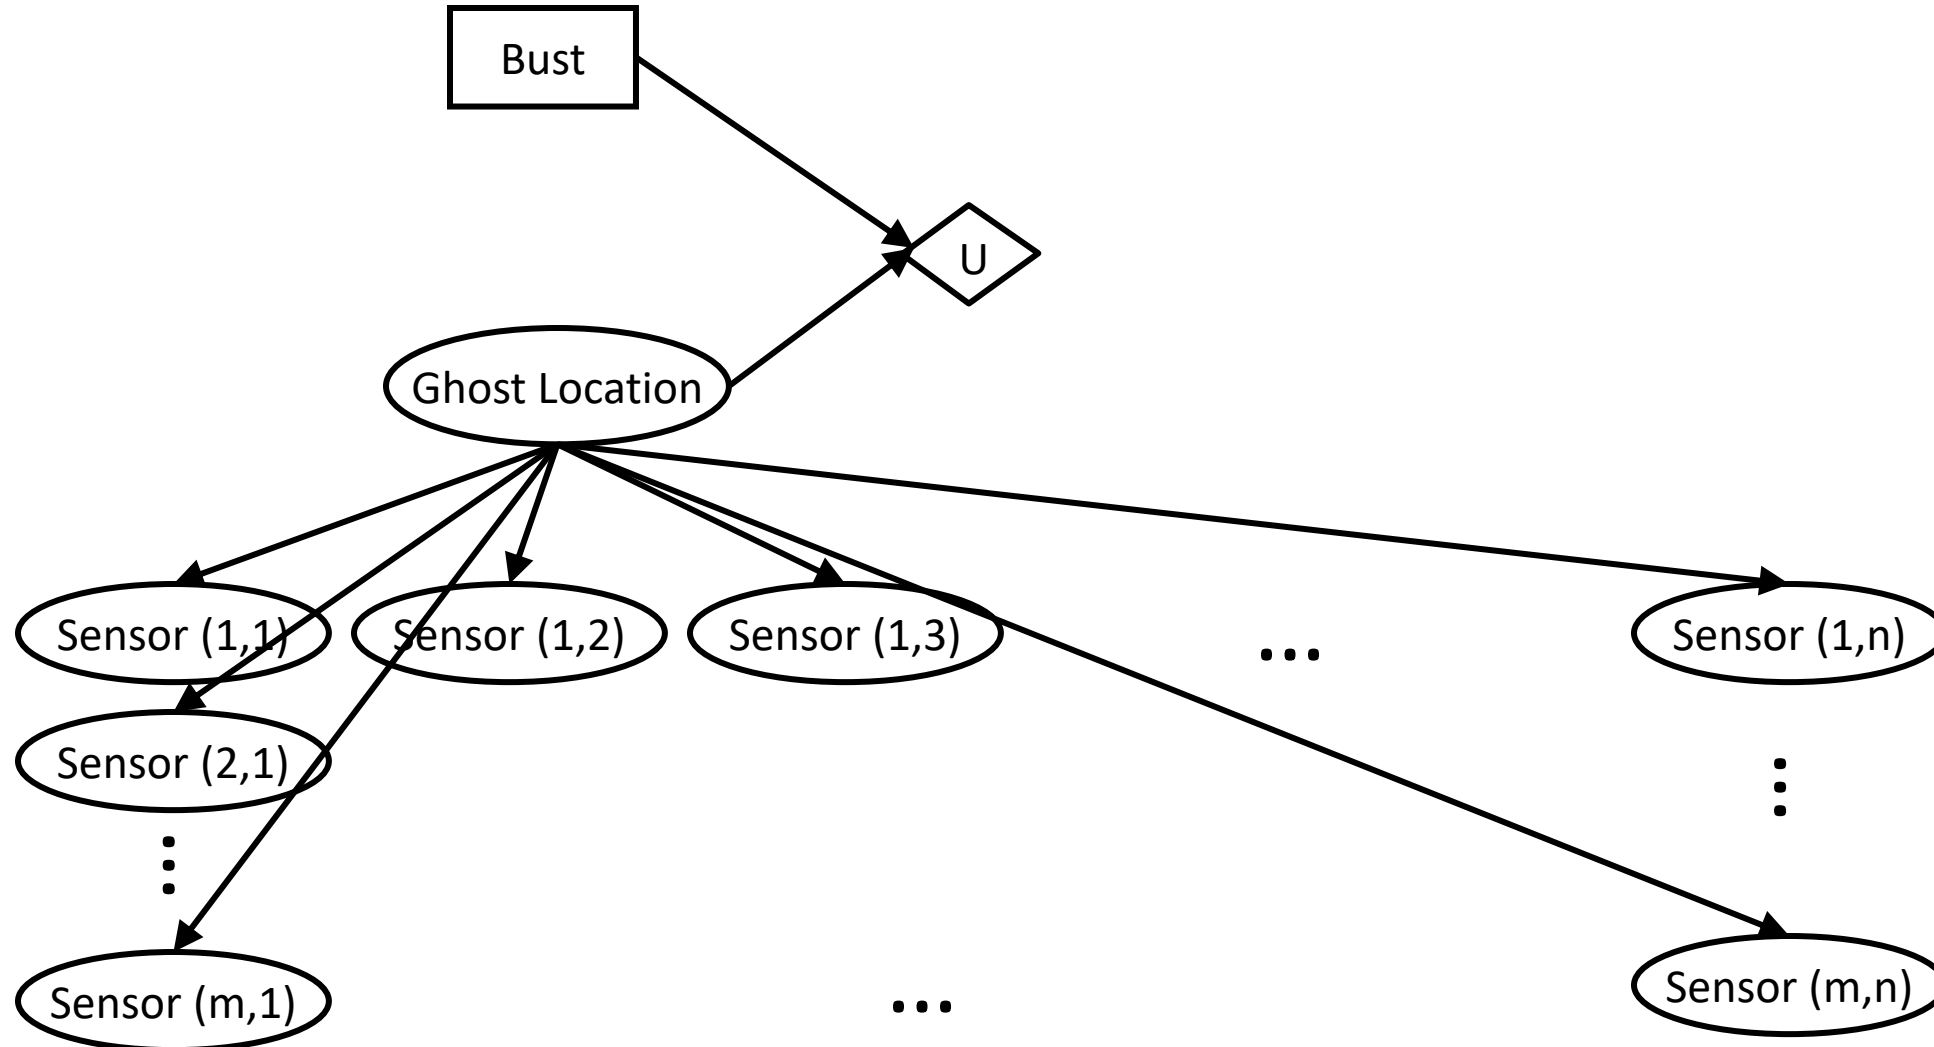 Bust
U
Ghost Location
Sensor (1,1)
Sensor (1,2)
Sensor (1,3)
...
Sensor (1,n)
Sensor (2,1)
Sensor (m,1)
...
Sensor (m,n)